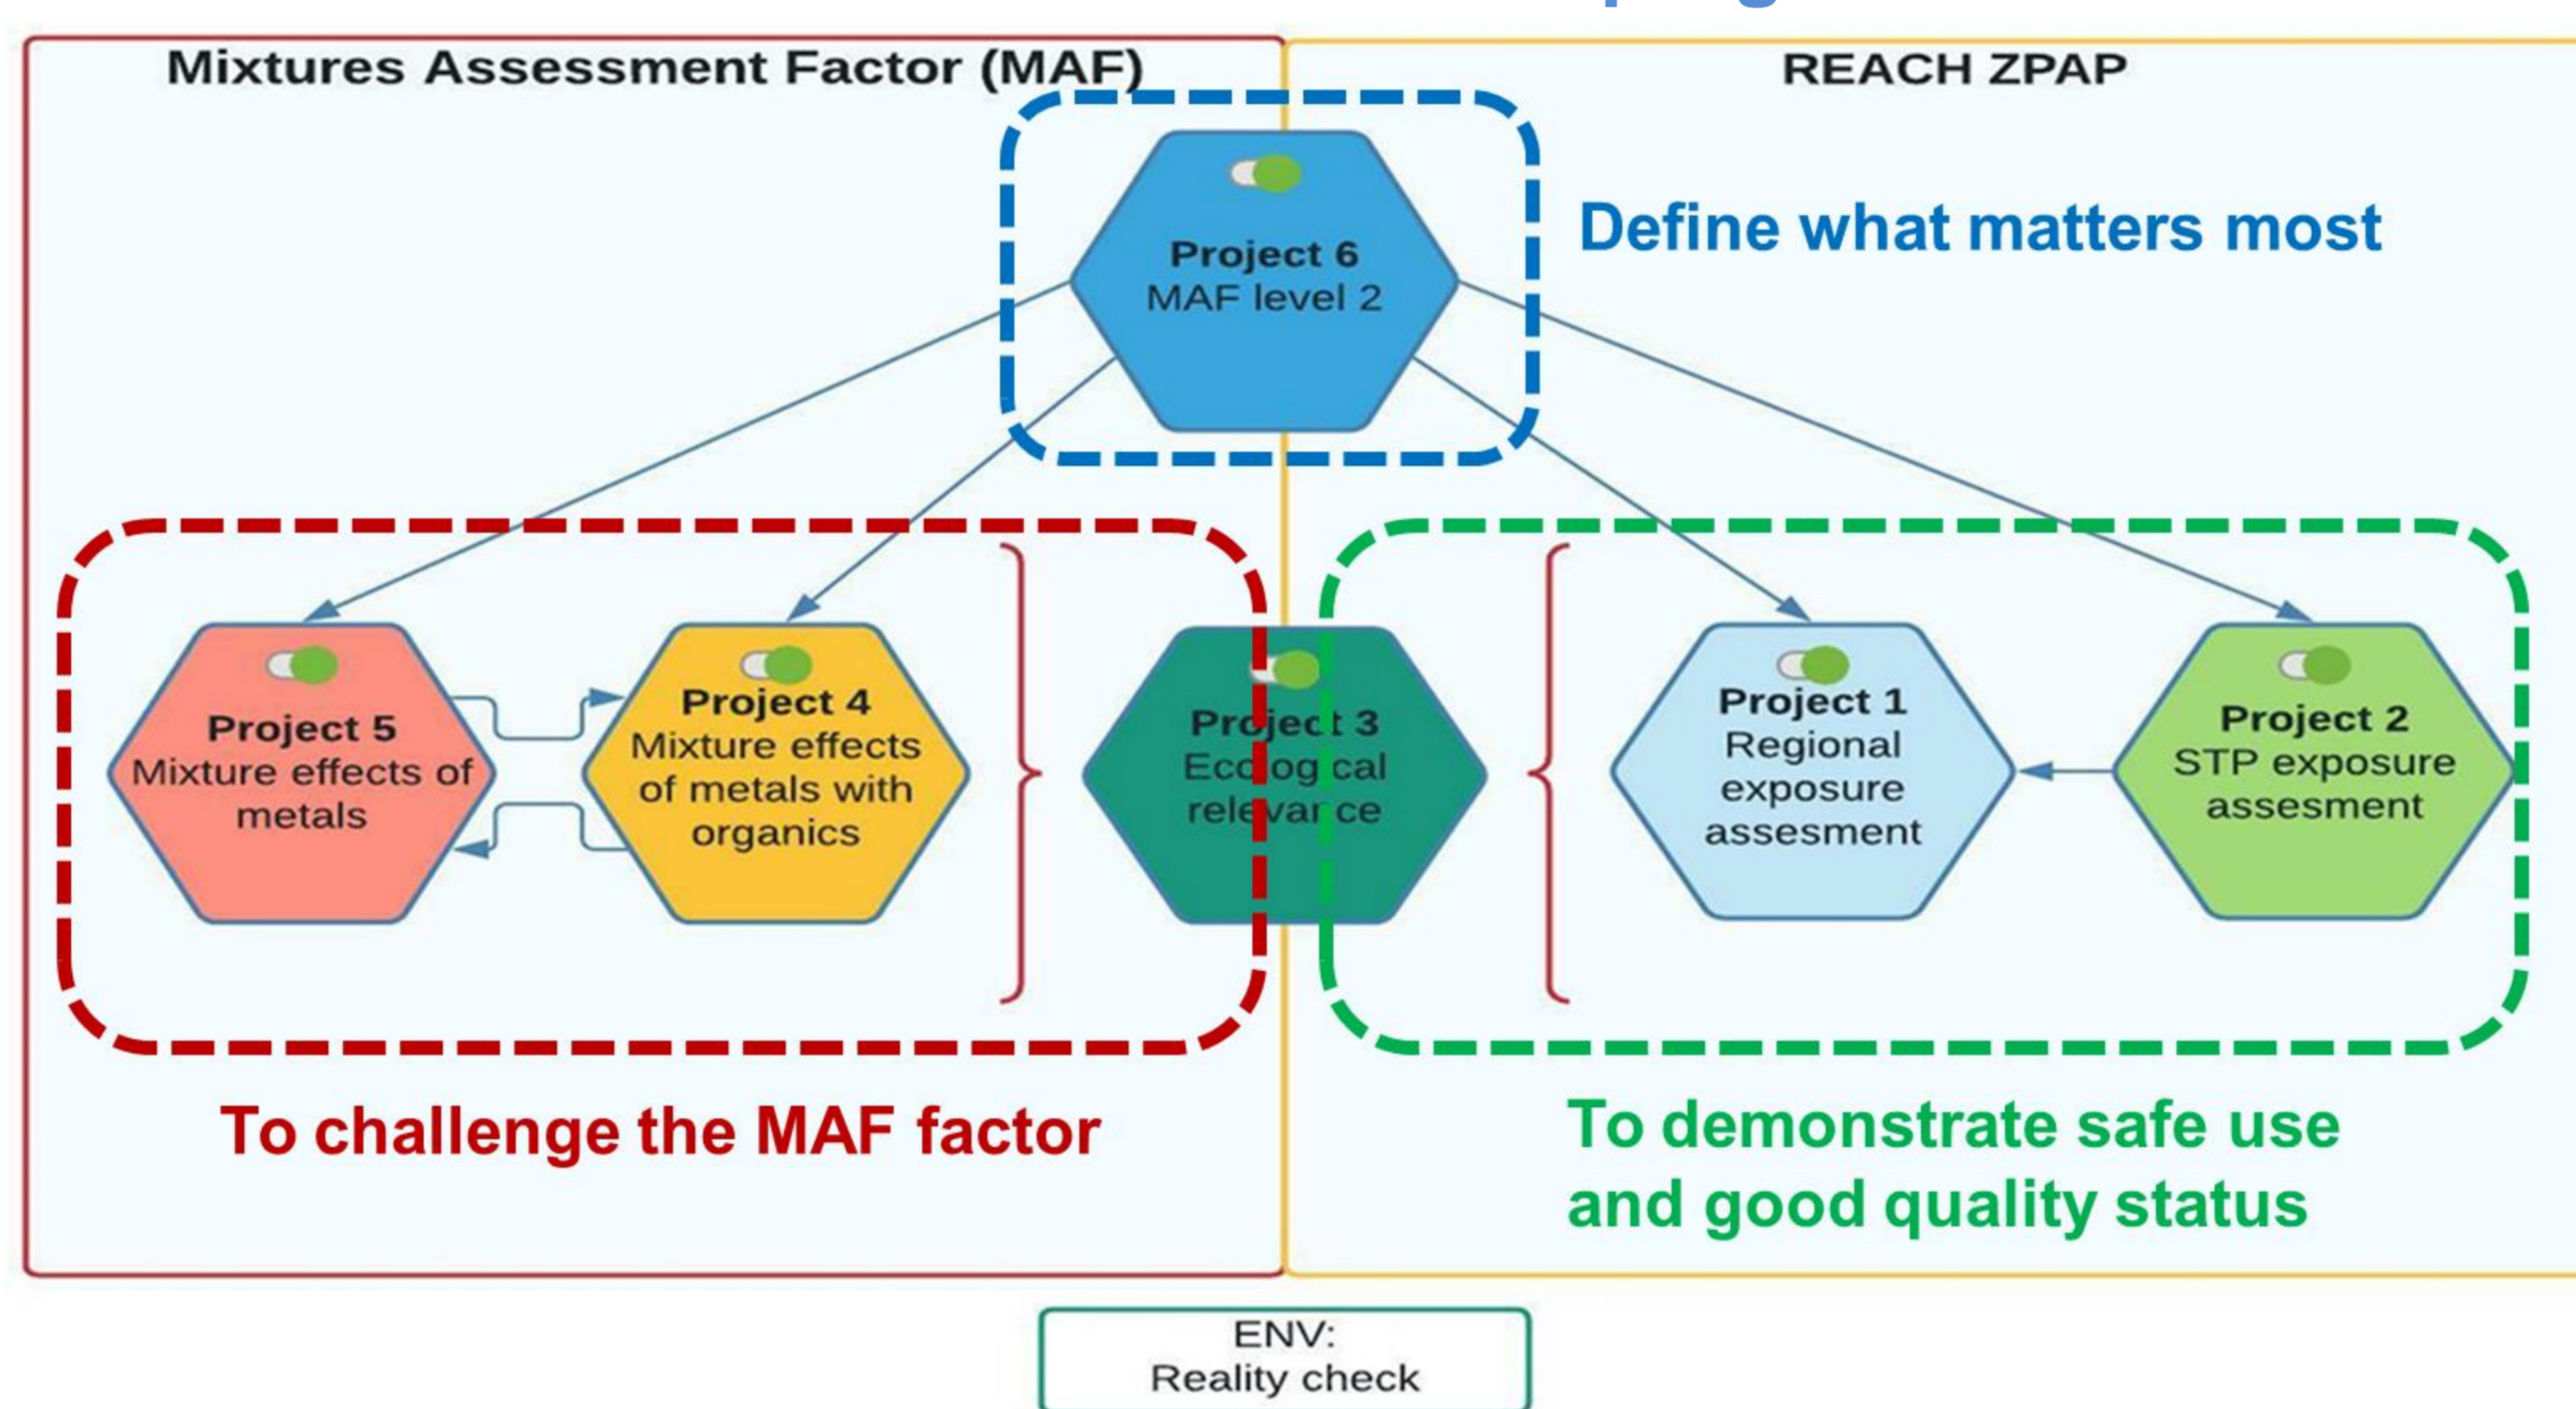 Mixtures Assessment Factor (MAF)
REACH ZPAP
Project 6
MAF level 2
Define what matters most
Project 5
Mixture effects of
metals
Project 4
Mixture effects
of metals with
organics
Project 3
Ecological
relevance
Project 1
Regional
exposure
assesment
Project 2
STP exposure
assesment
To challenge the MAF factor
To demonstrate safe use
and good quality status
ENV:
Reality check